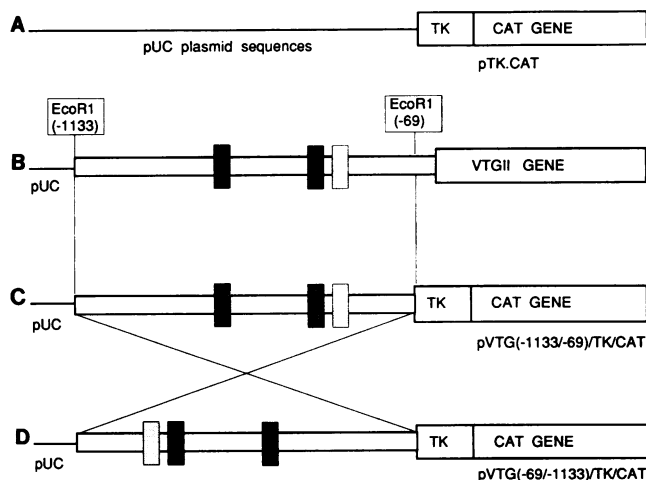 A
TK
CAT GENE
pUC plasmid sequences
pTK.CAT
EcoR1
(-1133)
EcoR1
(-69)
B
pUC
VTGII GENE
C
pUC
TK
CAT GENE
pVTG(-1133/-69)/TK/CAT
D
pUC
TK
CAT GENE
pVTG(-69/-1133)/TK/CAT